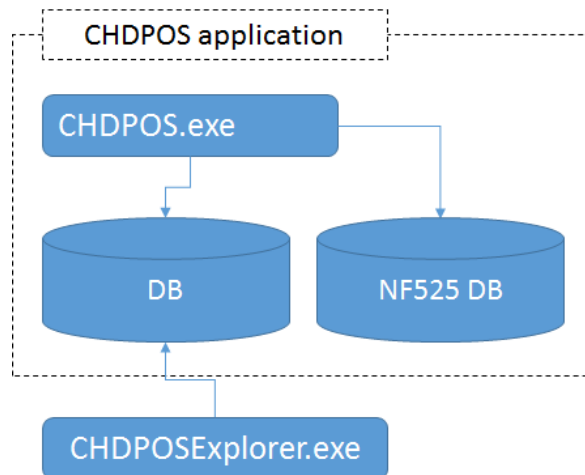 CHDPOS application
CHDPOS.exe
DB
NF525 DB
CHDPOSExplorer.exe